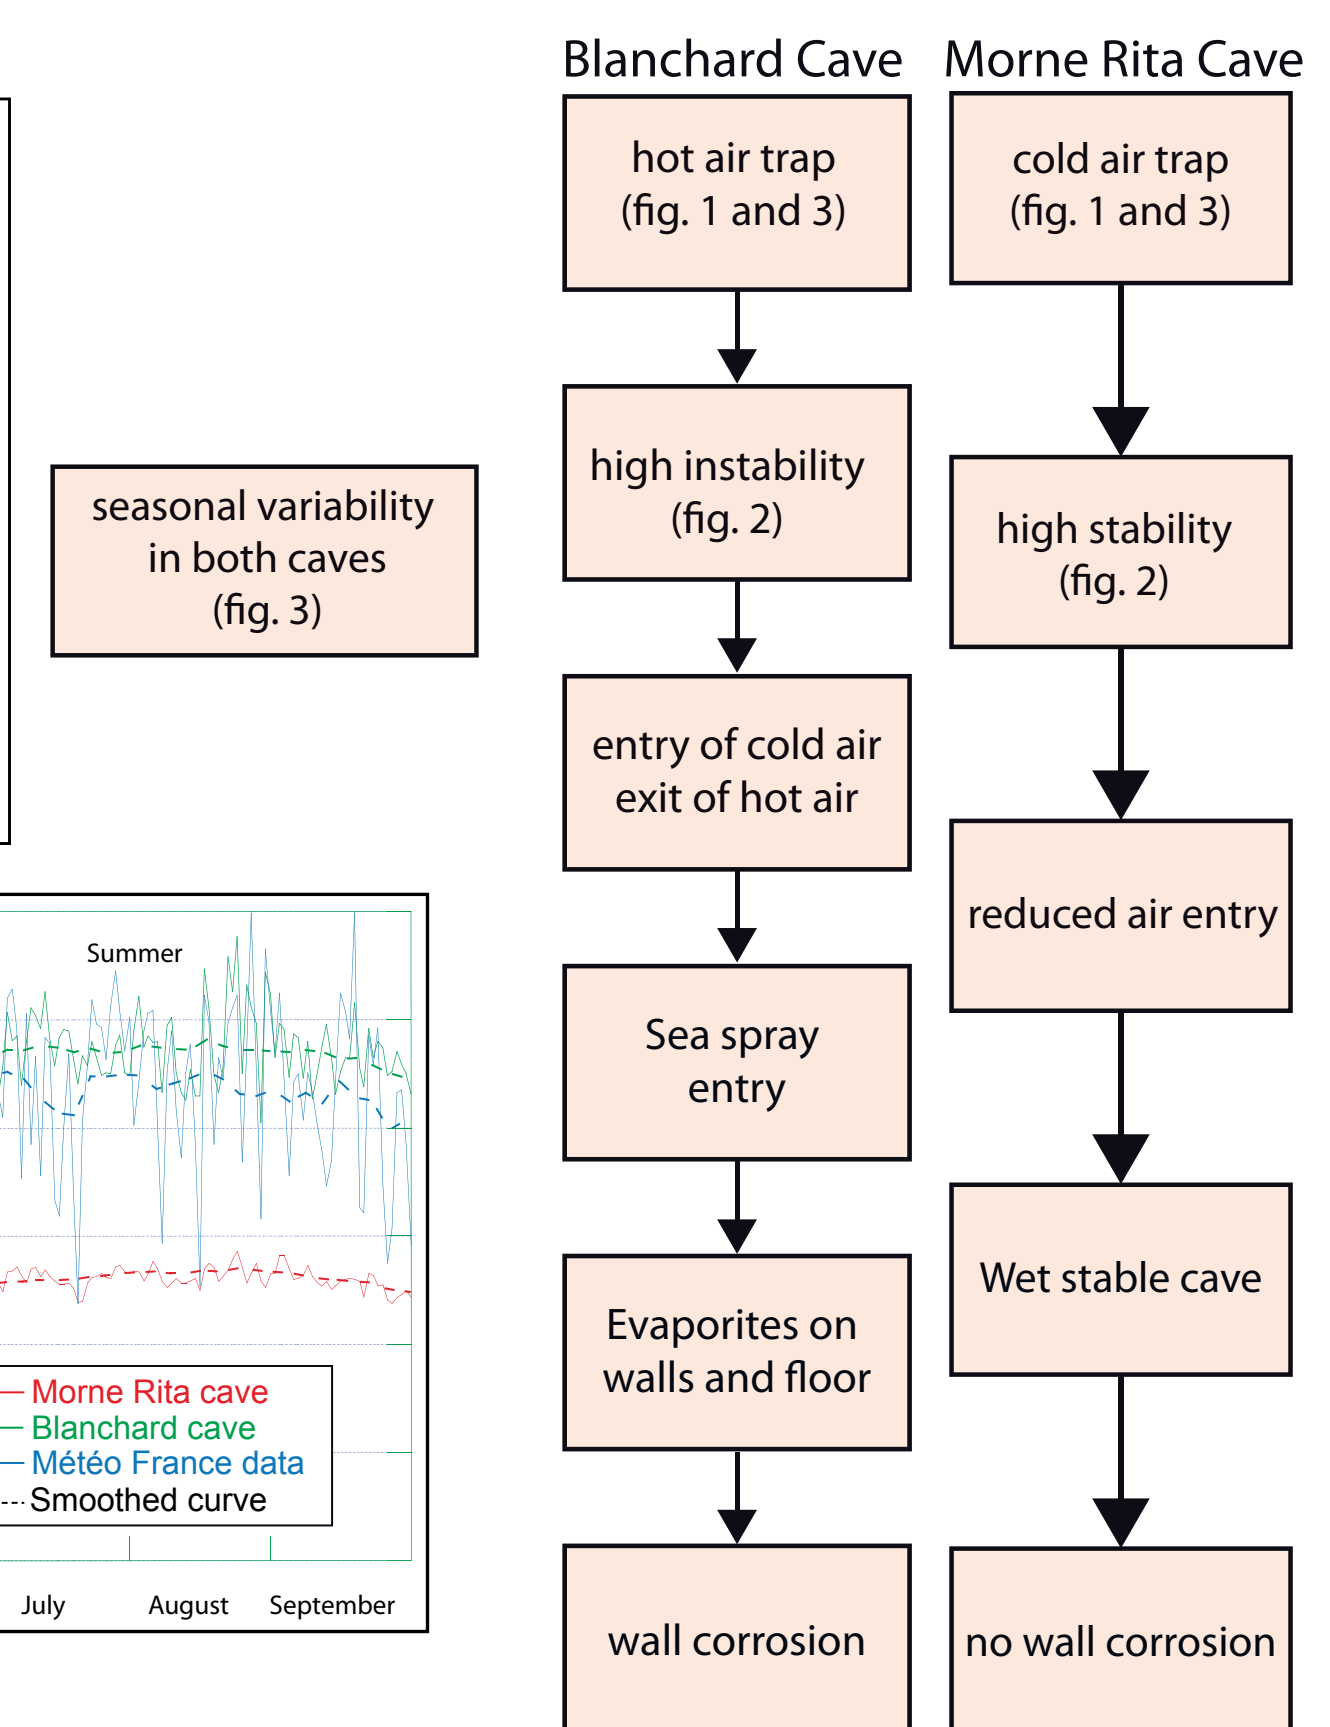 Blanchard Cave
hot air trap
(fig. 1 and 3)
high instability
(fig. 2)
entry of cold air
exit of hot air
Sea spray
entry
Evaporites on
walls and floor
wall corrosion
Morne Rita Cave
cold air trap
(fig. 1 and 3)
high stability
(fig. 2)
reduced air entry
Wet stable cave
no wall corrosion
seasonal variability
in both caves
(fig. 3)
Summer
Morne Rita cave
Blanchard cave
Météo France data
Smoothed curve
July
August
September